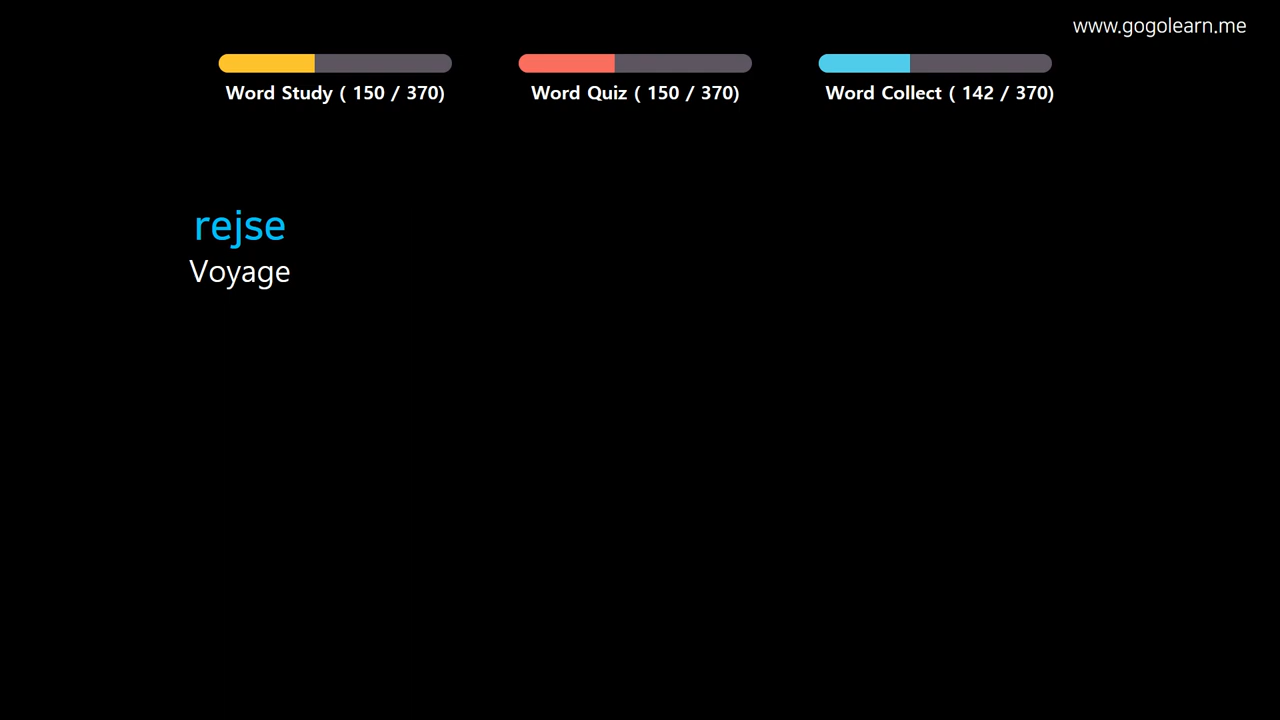 www.gogolearn.me
Word Study ( 150 / 370)
Word Quiz ( 150 / 370)
Word Collect ( 142 / 370)
rejse
Voyage